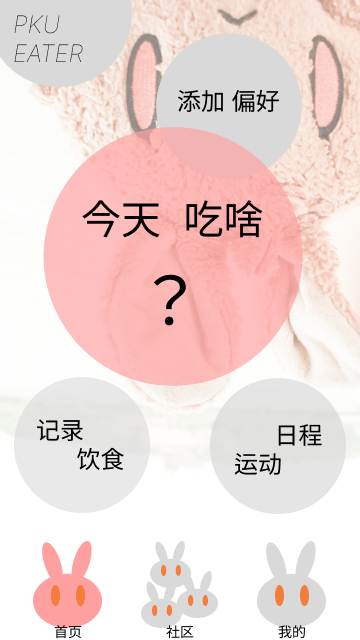 PKU
EATER
添加 偏好
今天 吃啥
？
记录
饮食
日程
运动
首页
社区
我的